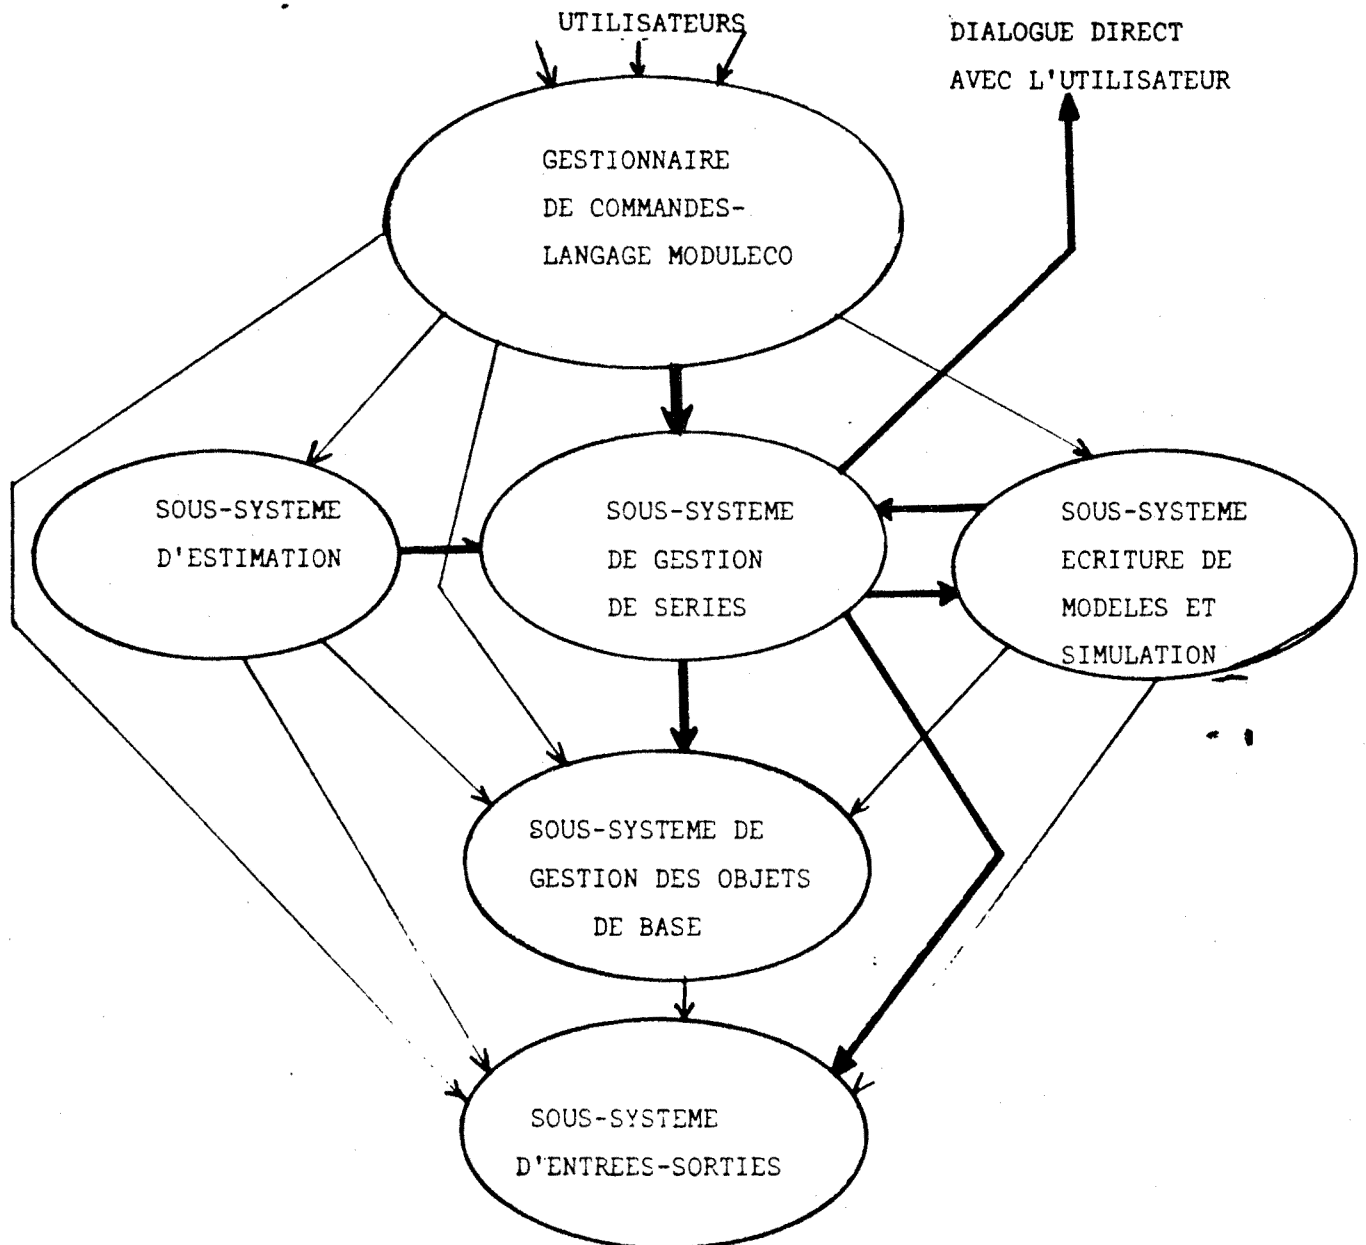 UTILISATEURS
DIALOGUE DIRECT
AVEC L'UTILISATEUR
GESTIONNAIRE
DE COMMANDES-
LANGAGE MODULECO
SOUS-SYSTEME
D'ESTIMATION
SOUS-SYSTEME
DE GESTION
DE SERIES
SOUS-SYSTEME
ECRITURE DE
MODELES ET
SIMULATION
SOUS-SYSTEME DE
GESTION DES OBJETS
DE BASE
SOUS-SYSTEME
D'ENTREES-SORTIES